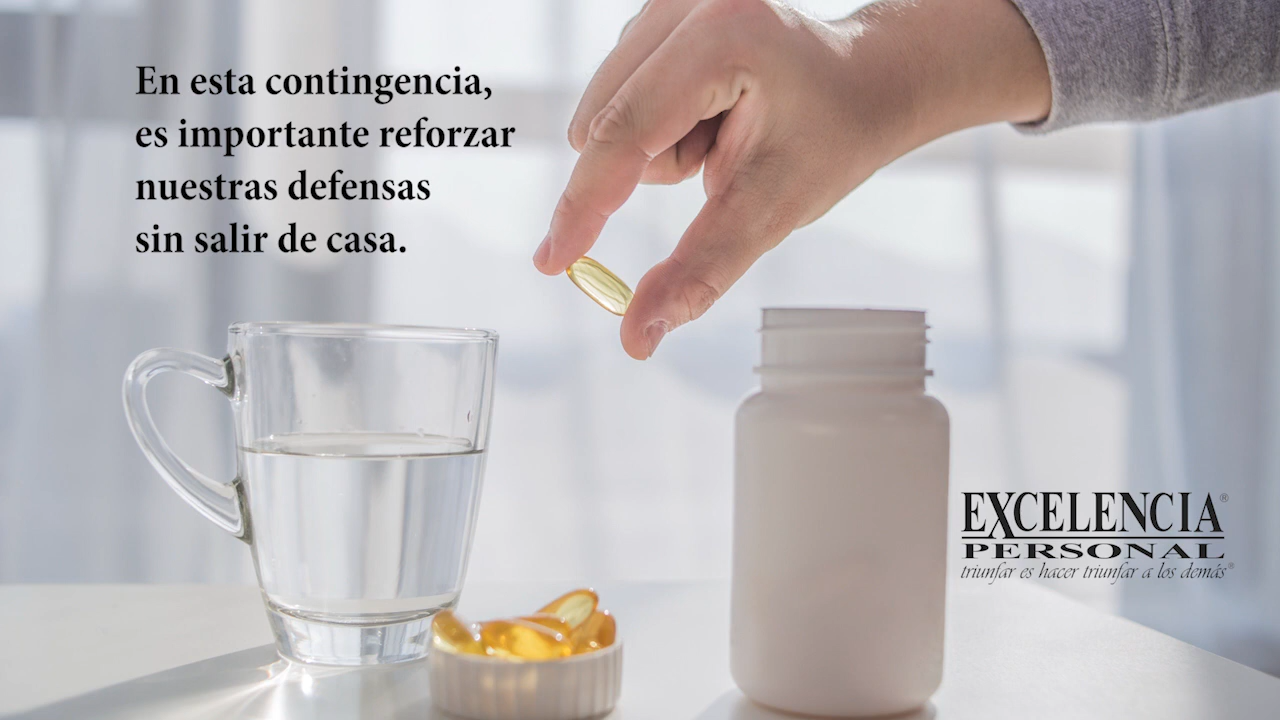 En esta contingencia,
es importante reforzar
nuestras defensas
sin salir de casa.
EXCELENCIA®
PERSONAL
triunfar es hacer triunfar a los demás®